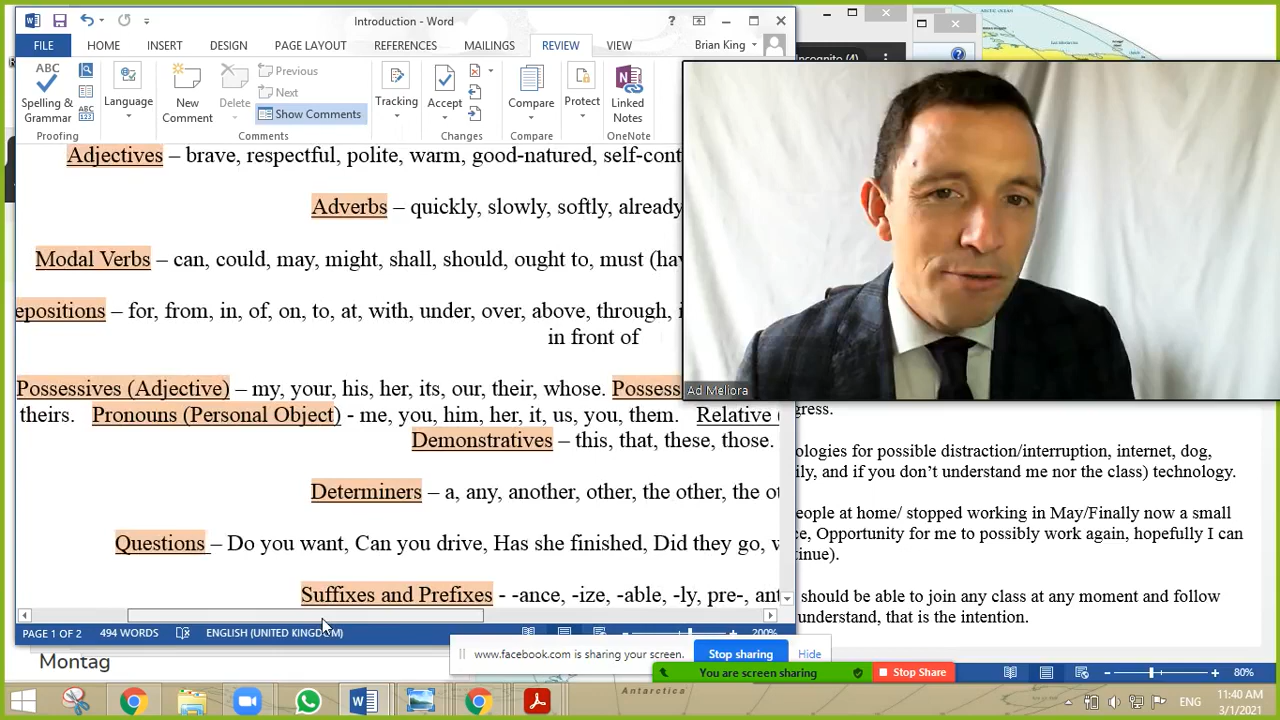 Introduction - Word
FILE HOME INSERT DESIGN PAGE LAYOUT REFERENCES MAILINGS REVIEW VIEW Brian King
Incognito (4)
ABC
Spelling & Grammar
Language
New Comment
Delete
Previous
Next
Show Comments
Tracking
Accept
Compare
Protect
Linked Notes
Proofing
Comments
Changes
Compare
OneNote
Adjectives – brave, respectful, polite, warm, good-natured, self-cont
Adverbs – quickly, slowly, softly, already
Modal Verbs – can, could, may, might, shall, should, ought to, must (hav
epositions – for, from, in, of, on, to, at, with, under, over, above, through, i
in front of
Possessives (Adjective) – my, your, his, her, its, our, their, whose. Possess
theirs. Pronouns (Personal Object) - me, you, him, her, it, us, you, them. Relative (
Demonstratives – this, that, these, those.
Determiners – a, any, another, other, the other, the ot
Questions – Do you want, Can you drive, Has she finished, Did they go, w
Suffixes and Prefixes - -ance, -ize, -able, -ly, pre-, ant
PAGE 1 OF 2 494 WORDS ENGLISH (UNITED KINGDOM) 200%
Ad Meliora
gress.
ologies for possible distraction/interruption, internet, dog,
ily, and if you don’t understand me nor the class) technology.
eople at home/ stopped working in May/Finally now a small
ce, Opportunity for me to possibly work again, hopefully I can
tinue).
should be able to join any class at any moment and follow
understand, that is the intention.
Montag
www.facebook.com is sharing your screen. Stop sharing Hide
You are screen sharing Stop Share
80%
Antarctica
ENG
11:40 AM
3/1/2021